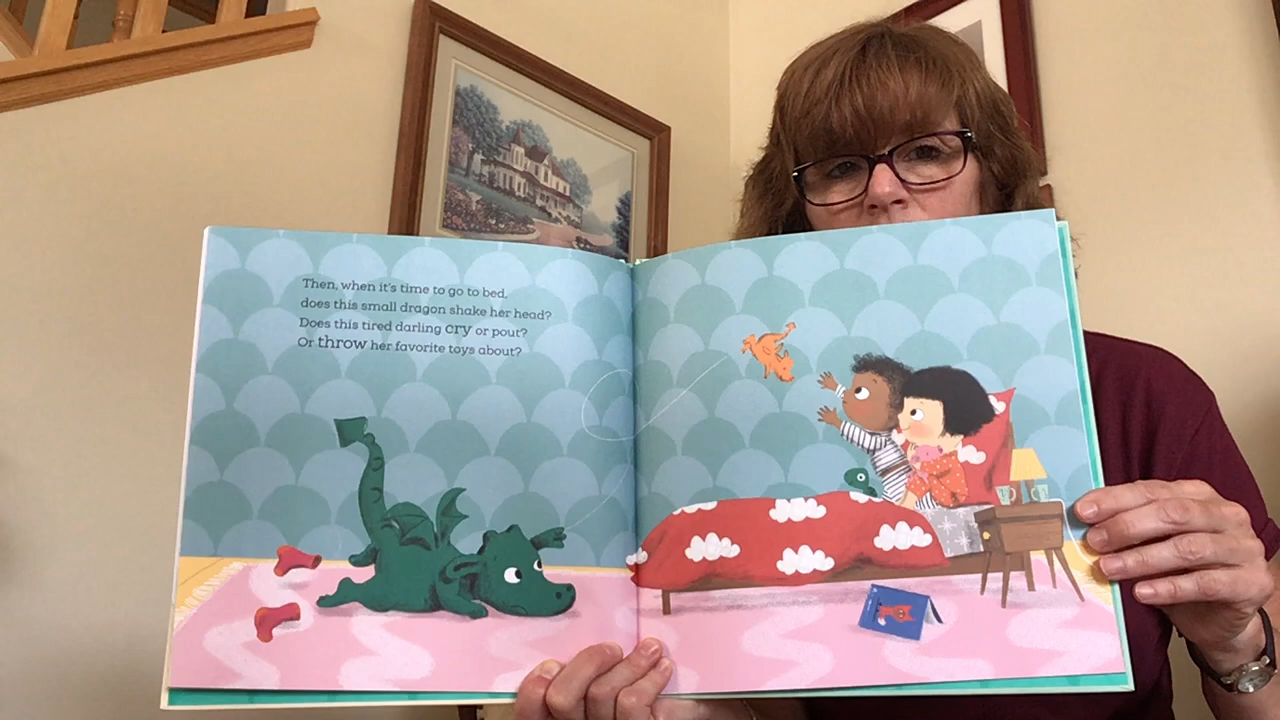 Then, when it's time to go to bed,
does this small dragon shake her head?
Does this tired darling cry or pout?
Or throw her favorite toys about?